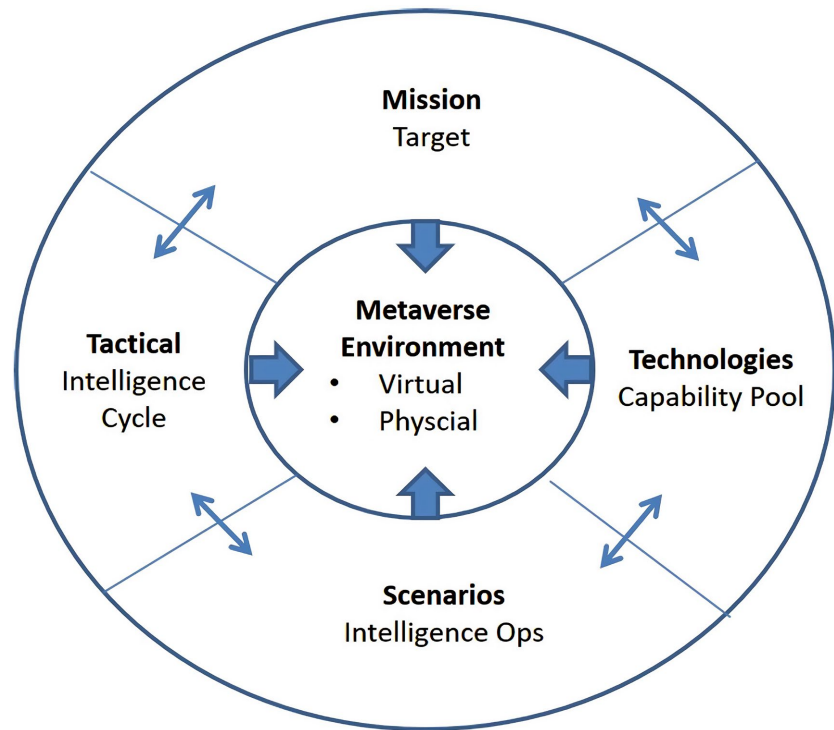 Mission
Target
Metaverse
Environment
• Virtual
• Physcial
Tactical
Intelligence
Cycle
Technologies
Capability Pool
Scenarios
Intelligence Ops